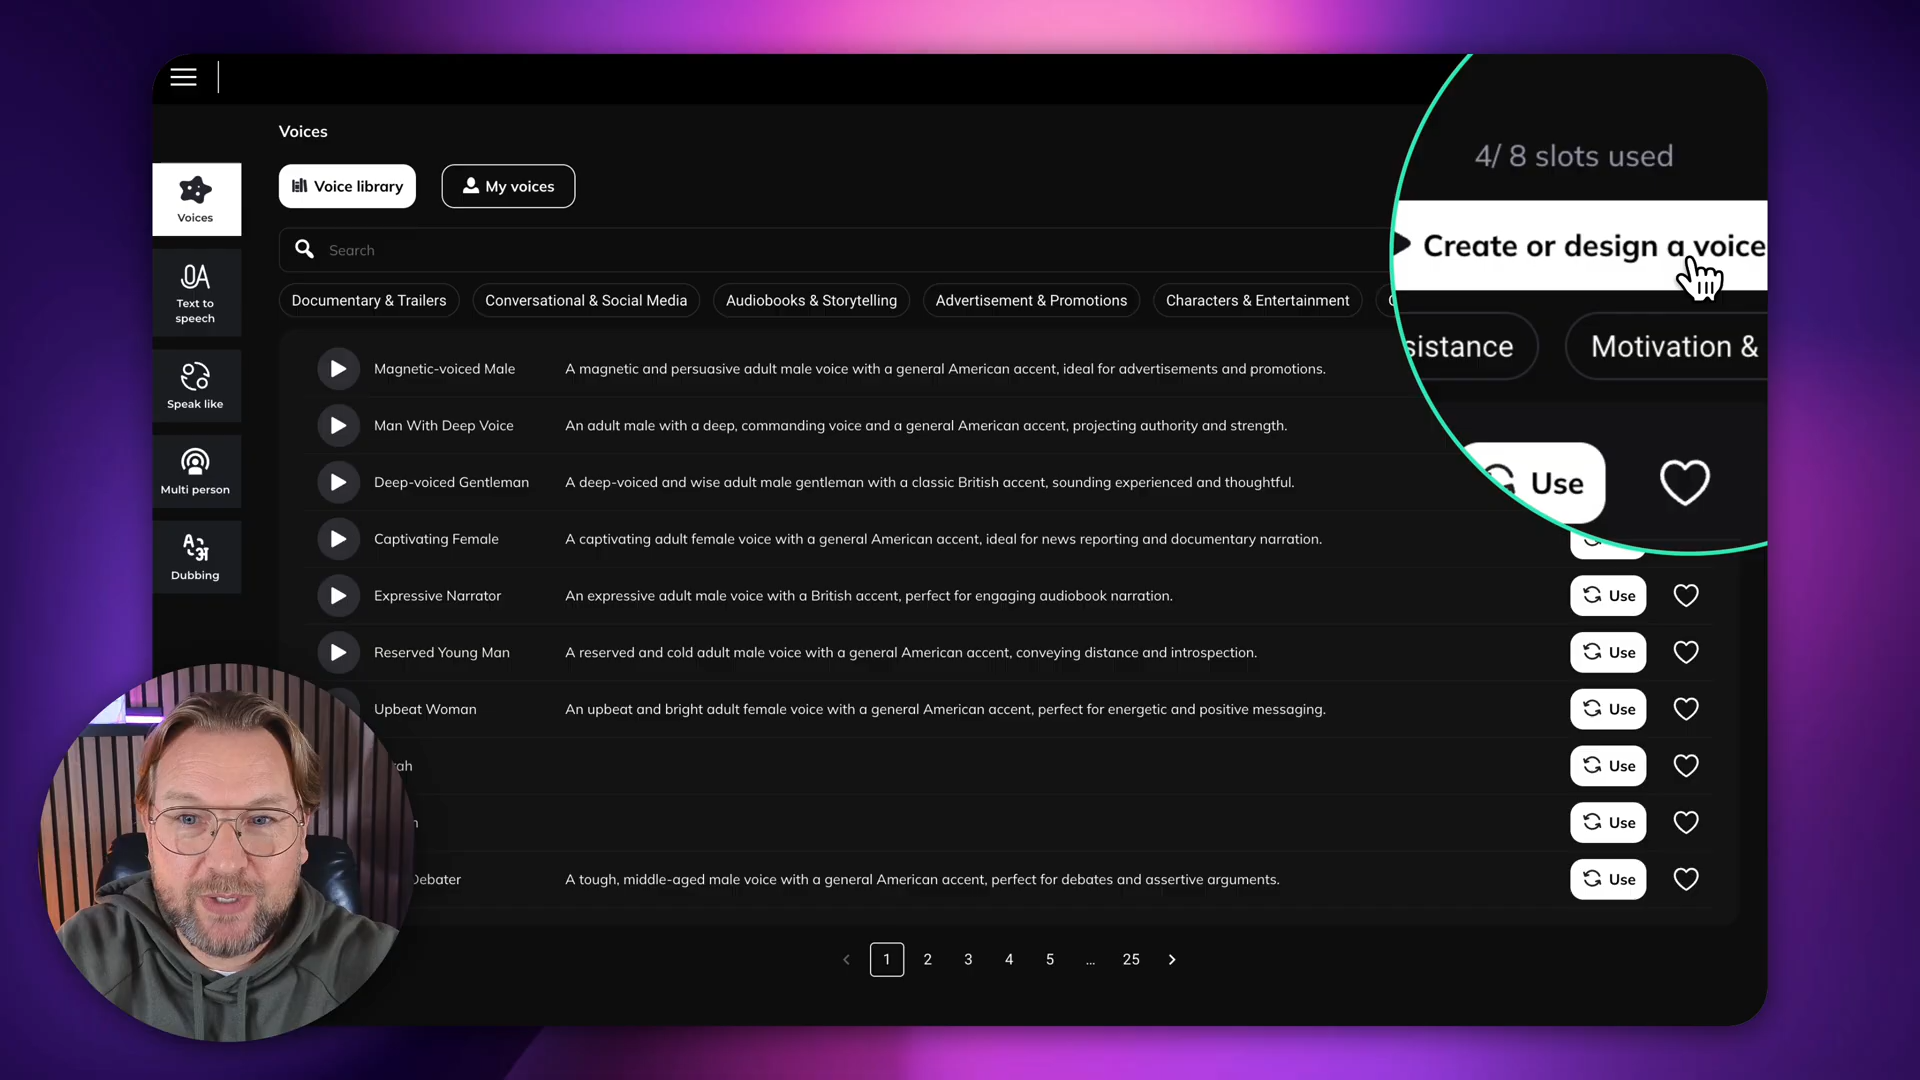 Voices
Voice library
My voices
Search
Documentary & Trailers
Conversational & Social Media
Audiobooks & Storytelling
Advertisement & Promotions
Characters & Entertainment
4/ 8 slots used
Create or design a voice
sistance
Motivation &
Use
Voices
Text to
speech
Speak like
Multi person
Dubbing
Magnetic-voiced Male
A magnetic and persuasive adult male voice with a general American accent, ideal for advertisements and promotions.
Man With Deep Voice
An adult male with a deep, commanding voice and a general American accent, projecting authority and strength.
Deep-voiced Gentleman
A deep-voiced and wise adult male gentleman with a classic British accent, sounding experienced and thoughtful.
Captivating Female
A captivating adult female voice with a general American accent, ideal for news reporting and documentary narration.
Expressive Narrator
An expressive adult male voice with a British accent, perfect for engaging audiobook narration.
Use
Reserved Young Man
A reserved and cold adult male voice with a general American accent, conveying distance and introspection.
Use
Upbeat Woman
An upbeat and bright adult female voice with a general American accent, perfect for energetic and positive messaging.
Use
Use
Use
Debater
A tough, middle-aged male voice with a general American accent, perfect for debates and assertive arguments.
Use
1 2 3 4 5 ... 25